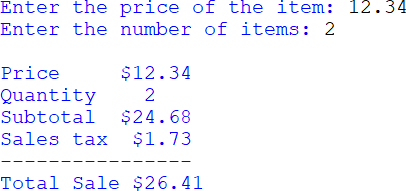 Enter the price of the item: 12.34
Enter the number of items: 2

Price     $12.34
Quantity    2
Subtotal  $24.68
Sales tax  $1.73
----------------
Total Sale $26.41